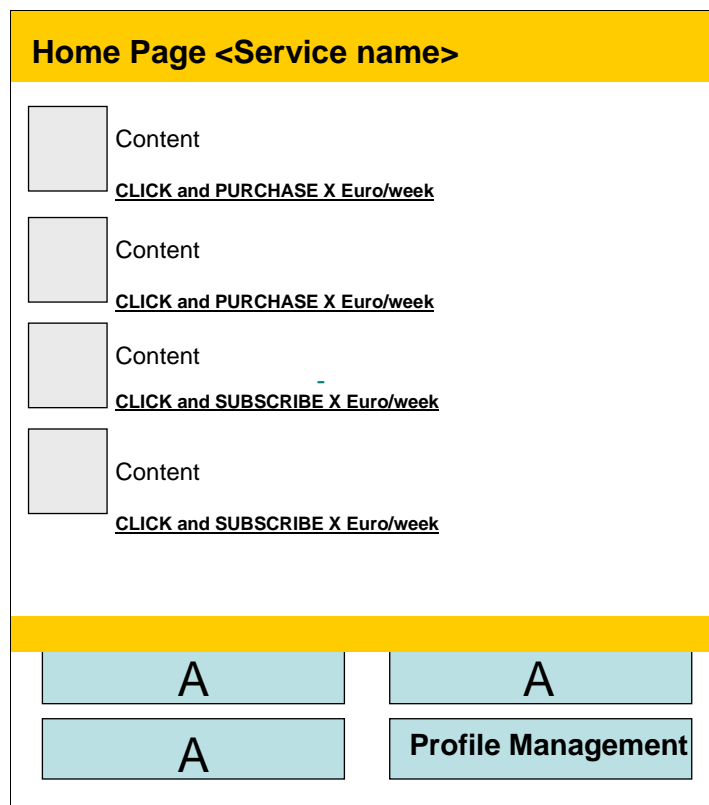 Home Page <Service name>
Content
CLICK and PURCHASE X Euro/week
Content
CLICK and PURCHASE X Euro/week
Content
-
CLICK and SUBSCRIBE X Euro/week
Content
CLICK and SUBSCRIBE X Euro/week
A A
A Profile Management